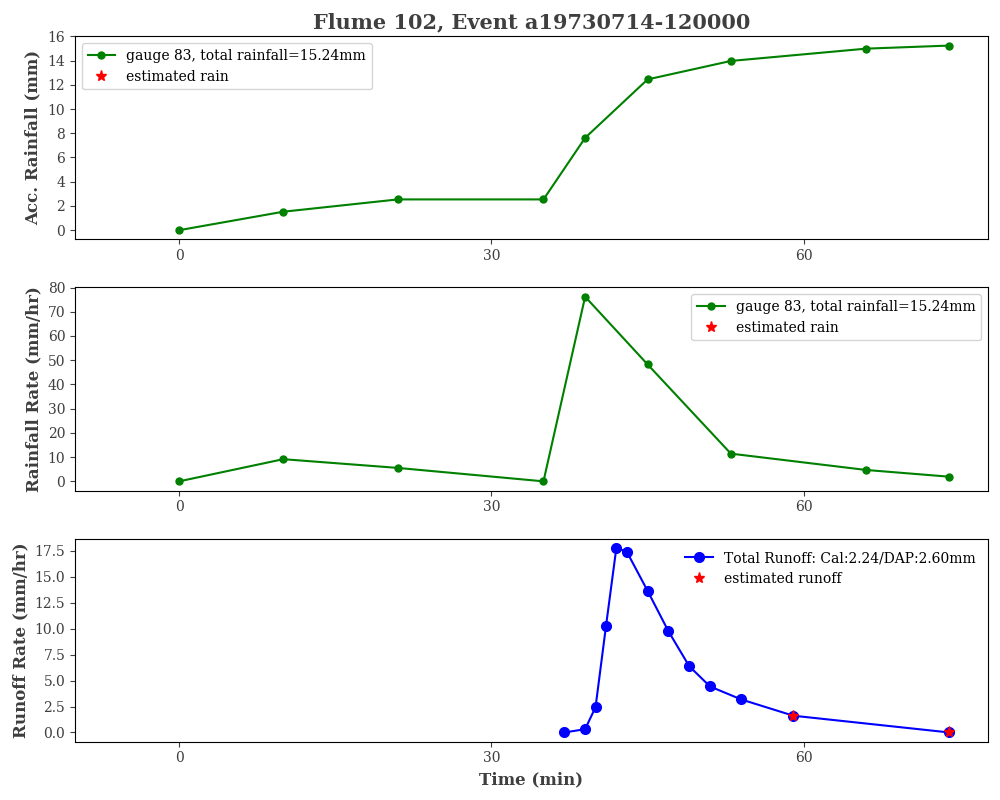 Flume 102, Event a19730714-120000
Acc. Rainfall (mm)
16
14
12
10
8
6
4
2
0
gauge 83, total rainfall=15.24mm
estimated rain
0 30 60
Rainfall Rate (mm/hr)
80
70
60
50
40
30
20
10
0
gauge 83, total rainfall=15.24mm
estimated rain
0 30 60
Runoff Rate (mm/hr)
17.5
15.0
12.5
10.0
7.5
5.0
2.5
0.0
Total Runoff: Cal:2.24/DAP:2.60mm
estimated runoff
0 30 60
Time (min)